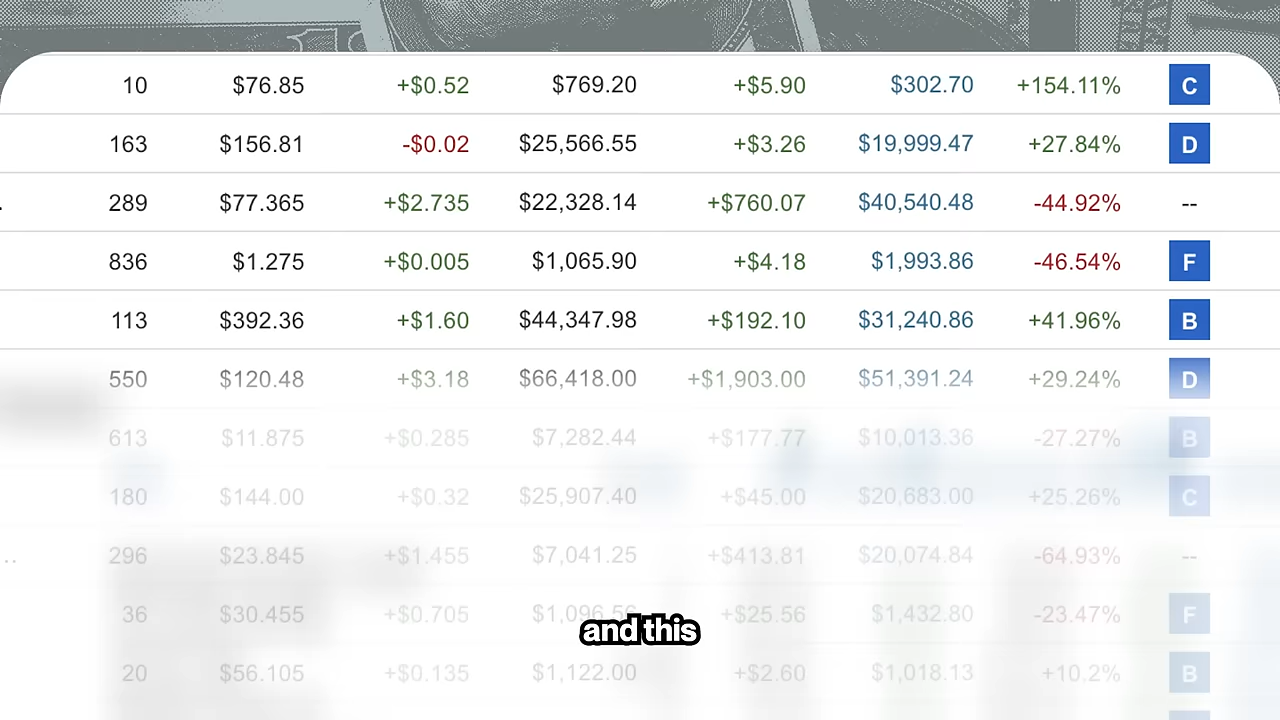 10 $76.85 +$0.52 $769.20 +$5.90 $302.70 +154.11% C
163 $156.81 -$0.02 $25,566.55 +$3.26 $19,999.47 +27.84% D
. 289 $77.365 +$2.735 $22,328.14 +$760.07 $40,540.48 -44.92% --
836 $1.275 +$0.005 $1,065.90 +$4.18 $1,993.86 -46.54% F
113 $392.36 +$1.60 $44,347.98 +$192.10 $31,240.86 +41.96% B
550 $120.48 +$3.18 $66,418.00 +$1,903.00 $51,391.24 +29.24% D
613 $11.875 +$0.285 $7,282.44 +$177.77 $10,013.36 -27.27% B
180 $144.00 +$0.32 $25,907.40 +$45.00 $20,683.00 +25.26% C
.. 296 $23.845 +$1.455 $7,041.25 +$413.81 $20,074.84 -64.93% --
36 $30.455 +$0.705 +$25.56 $1,432.80 -23.47% F
and this
20 $56.105 +$0.135 $1,122.00 +$2.60 $1,018.13 +10.2% B